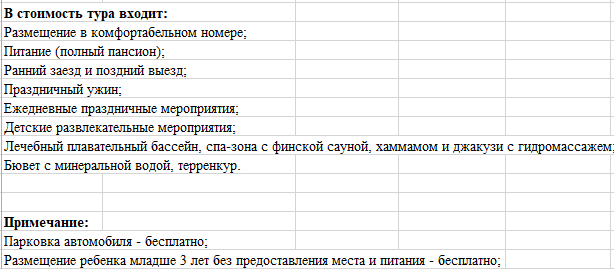 В стоимость тура входит:
Размещение в комфортабельном номере;
Питание (полный пансион);
Ранний заезд и поздний выезд;
Праздничный ужин;
Ежедневные праздничные мероприятия;
Детские развлекательные мероприятия;
Лечебный плавательный бассейн, спа-зона с финской сауной, хаммамом и джакузи с гидромассажем;
Бювет с минеральной водой, терренкур.
Примечание:
Парковка автомобиля - бесплатно;
Размещение ребенка младше 3 лет без предоставления места и питания - бесплатно;